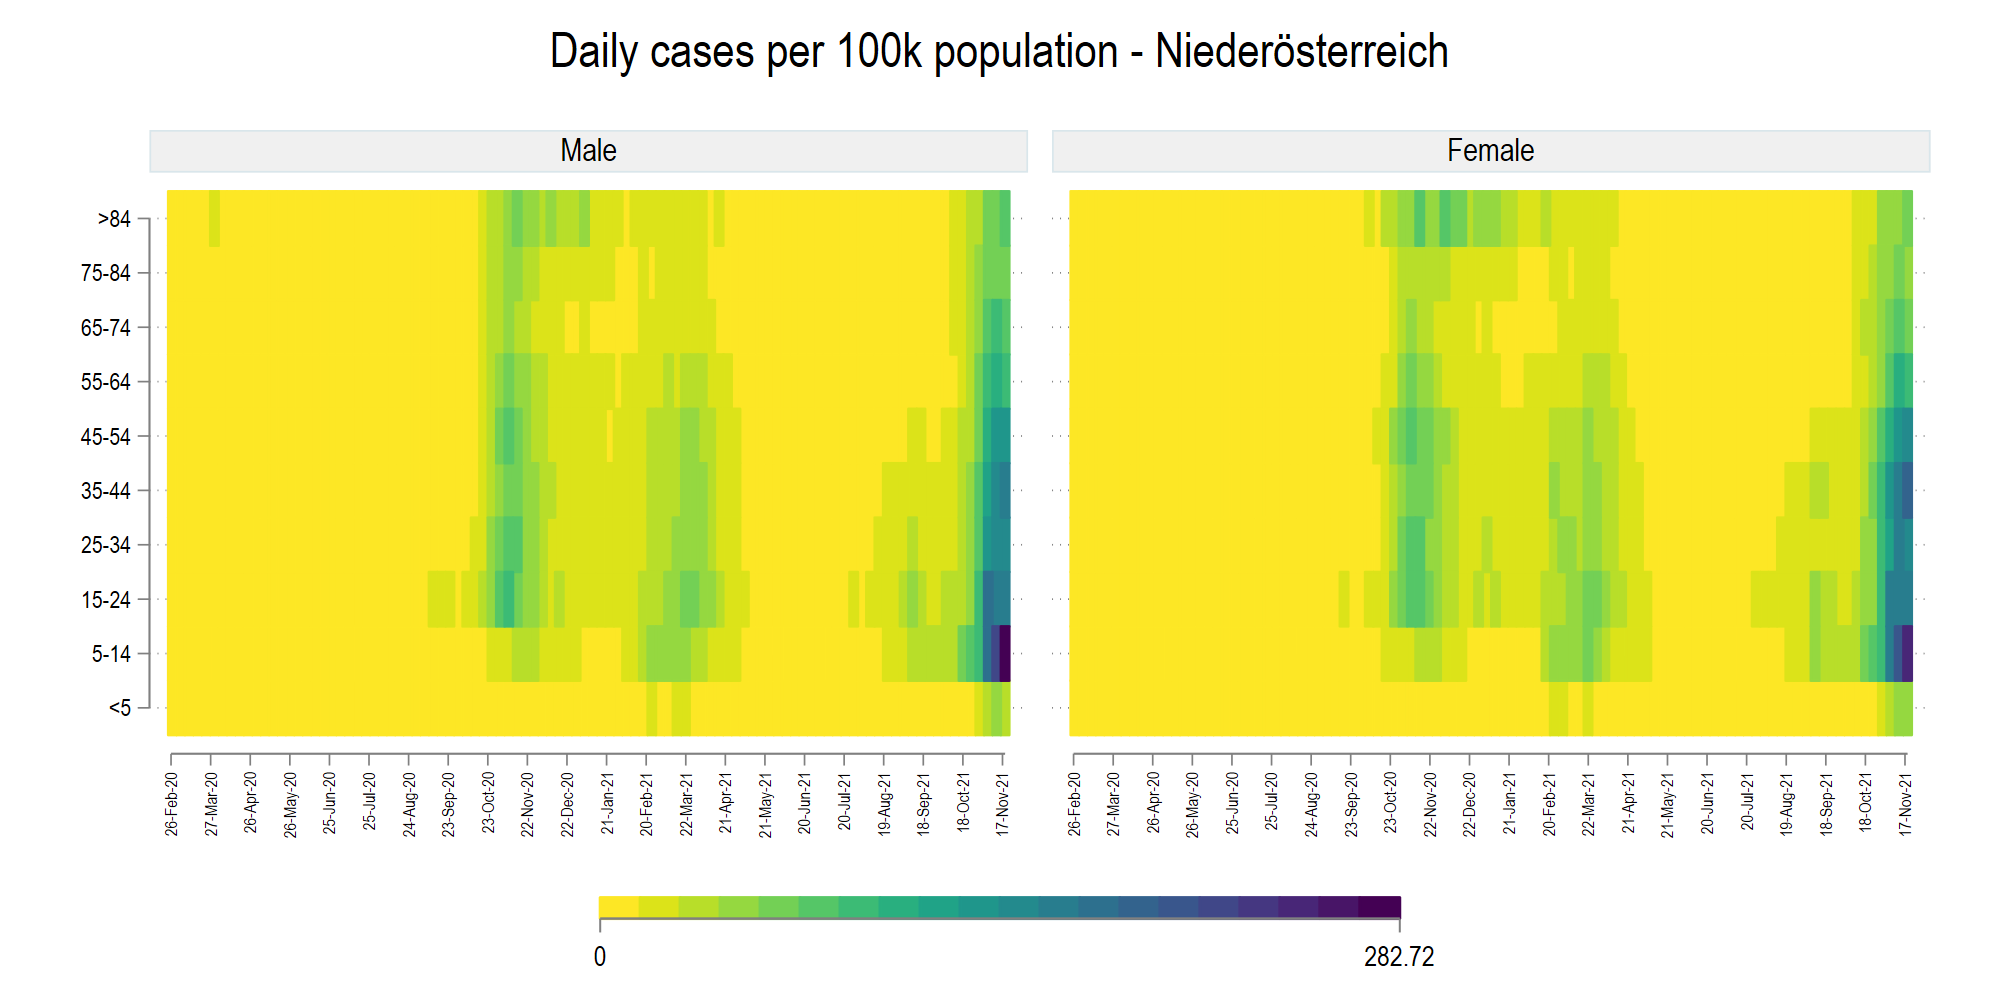 Daily cases per 100k population - Niederösterreich
Male
Female
>84
75-84
65-74
55-64
45-54
35-44
25-34
15-24
5-14
<5
26-Feb-20
27-Mar-20
26-Apr-20
26-May-20
25-Jun-20
25-Jul-20
24-Aug-20
23-Sep-20
23-Oct-20
22-Nov-20
22-Dec-20
21-Jan-21
20-Feb-21
22-Mar-21
21-Apr-21
21-May-21
20-Jun-21
20-Jul-21
19-Aug-21
18-Sep-21
18-Oct-21
17-Nov-21
26-Feb-20
27-Mar-20
26-Apr-20
26-May-20
25-Jun-20
25-Jul-20
24-Aug-20
23-Sep-20
23-Oct-20
22-Nov-20
22-Dec-20
21-Jan-21
20-Feb-21
22-Mar-21
21-Apr-21
21-May-21
20-Jun-21
20-Jul-21
19-Aug-21
18-Sep-21
18-Oct-21
17-Nov-21
0
282.72